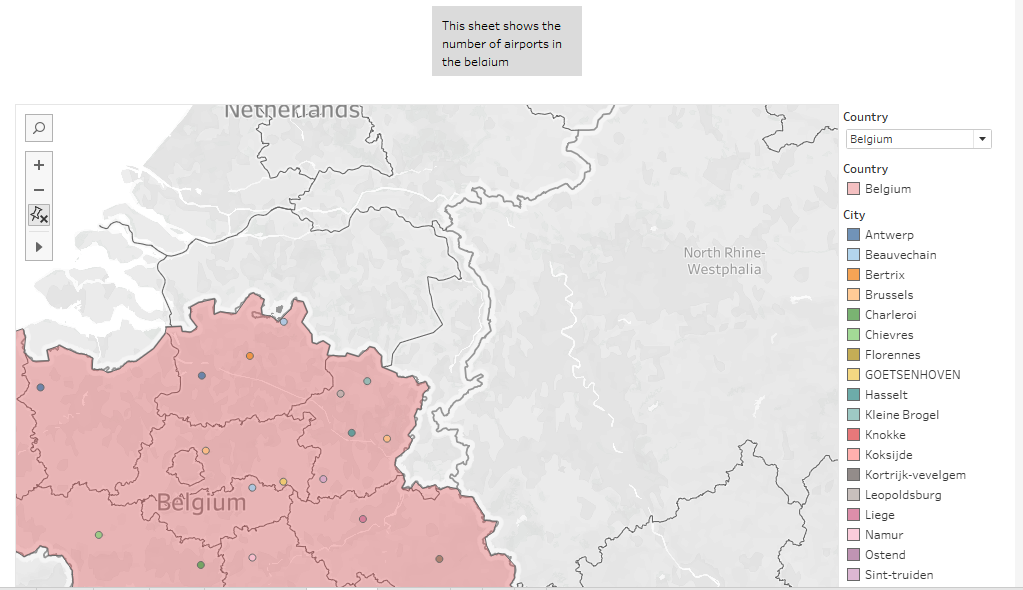 This sheet shows the
number of airports in
the belgium
Netherlands
North Rhine-
Westphalia
Belgium
Country
Belgium
Country
Belgium
City
Antwerp
Beauvechain
Bertrix
Brussels
Charleroi
Chievres
Florennes
GOETSENHOVEN
Hasselt
Kleine Brogel
Knokke
Koksijde
Kortrijk-vevelgem
Leopoldsburg
Liege
Namur
Ostend
Sint-truiden